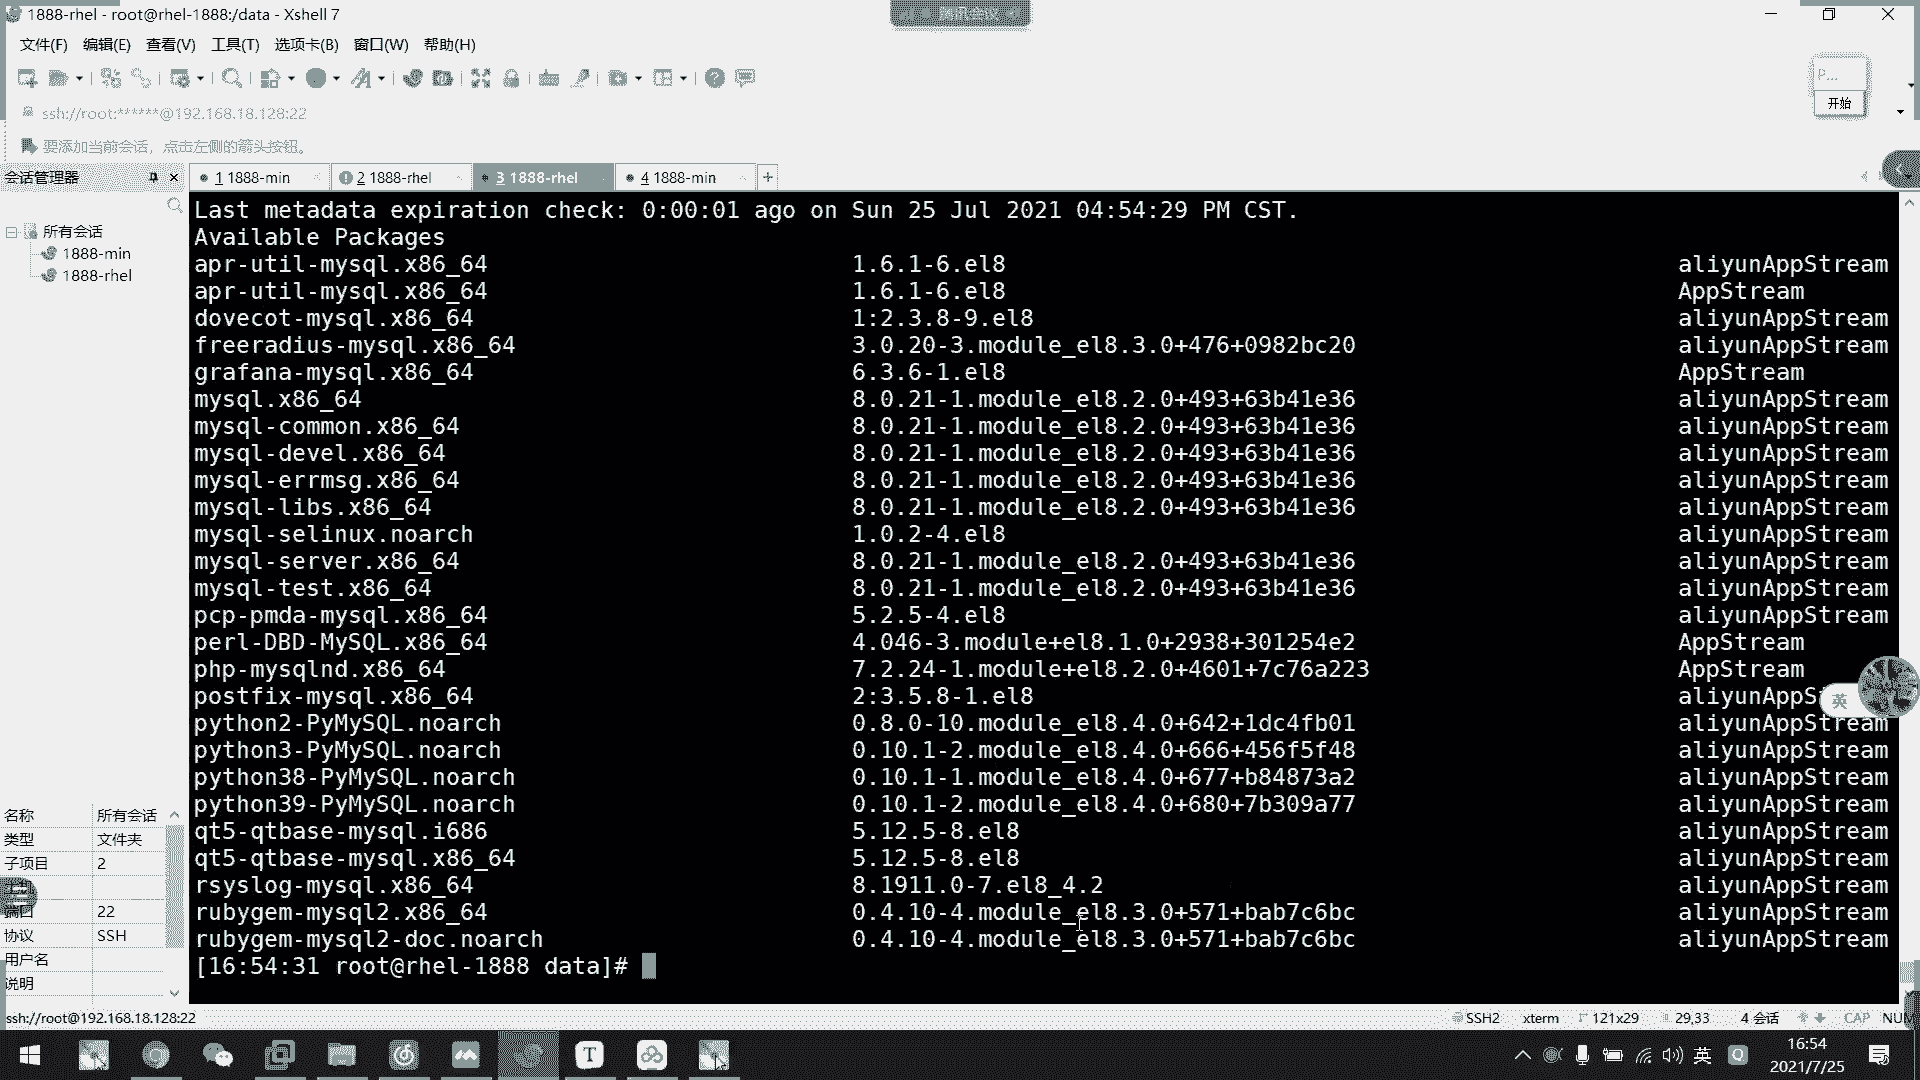 1888-rhel - root@rhel-1888:/data - Xshell 7
腾讯会议
文件(F) 编辑(E) 查看(V) 工具(T) 选项卡(B) 窗口(W) 帮助(H)
P...
开始
ssh://root:******@192.168.18.128:22
要添加当前会话，点击左侧的箭头按钮。
会话管理器
1 1888-min
2 1888-rhel
3 1888-rhel
4 1888-min
所有会话
1888-min
1888-rhel
Last metadata expiration check: 0:00:01 ago on Sun 25 Jul 2021 04:54:29 PM CST.
Available Packages
apr-util-mysql.x86_64 1.6.1-6.el8 aliyunAppStream
apr-util-mysql.x86_64 1.6.1-6.el8 AppStream
dovecot-mysql.x86_64 1:2.3.8-9.el8 aliyunAppStream
freeradius-mysql.x86_64 3.0.20-3.module_el8.3.0+476+0982bc20 aliyunAppStream
grafana-mysql.x86_64 6.3.6-1.el8 AppStream
mysql.x86_64 8.0.21-1.module_el8.2.0+493+63b41e36 aliyunAppStream
mysql-common.x86_64 8.0.21-1.module_el8.2.0+493+63b41e36 aliyunAppStream
mysql-devel.x86_64 8.0.21-1.module_el8.2.0+493+63b41e36 aliyunAppStream
mysql-errmsg.x86_64 8.0.21-1.module_el8.2.0+493+63b41e36 aliyunAppStream
mysql-libs.x86_64 8.0.21-1.module_el8.2.0+493+63b41e36 aliyunAppStream
mysql-selinux.noarch 1.0.2-4.el8 aliyunAppStream
mysql-server.x86_64 8.0.21-1.module_el8.2.0+493+63b41e36 aliyunAppStream
mysql-test.x86_64 8.0.21-1.module_el8.2.0+493+63b41e36 aliyunAppStream
pcp-pmda-mysql.x86_64 5.2.5-4.el8 aliyunAppStream
perl-DBD-MySQL.x86_64 4.046-3.module+el8.1.0+2938+301254e2 AppStream
php-mysqlnd.x86_64 7.2.24-1.module+el8.2.0+4601+7c76a223 AppStream
postfix-mysql.x86_64 2:3.5.8-1.el8 aliyunAppS
python2-PyMySQL.noarch 0.8.0-10.module_el8.4.0+642+1dc4fb01 aliyunAppStream
python3-PyMySQL.noarch 0.10.1-2.module_el8.4.0+666+456f5f48 aliyunAppStream
python38-PyMySQL.noarch 0.10.1-1.module_el8.4.0+677+b84873a2 aliyunAppStream
python39-PyMySQL.noarch 0.10.1-2.module_el8.4.0+680+7b309a77 aliyunAppStream
qt5-qtbase-mysql.i686 5.12.5-8.el8 aliyunAppStream
qt5-qtbase-mysql.x86_64 5.12.5-8.el8 aliyunAppStream
rsyslog-mysql.x86_64 8.1911.0-7.el8_4.2 aliyunAppStream
rubygem-mysql2.x86_64 0.4.10-4.module_el8.3.0+571+bab7c6bc aliyunAppStream
rubygem-mysql2-doc.noarch 0.4.10-4.module_el8.3.0+571+bab7c6bc aliyunAppStream
[16:54:31 root@rhel-1888 data]#
英
名称 所有会话
类型 文件夹
子项目 2
端口 22
协议 SSH
用户名
说明
ssh://root@192.168.18.128:22
SSH2 xterm 121x29 29,33 4 会话 CAP NUM
英
16:54
2021/7/25